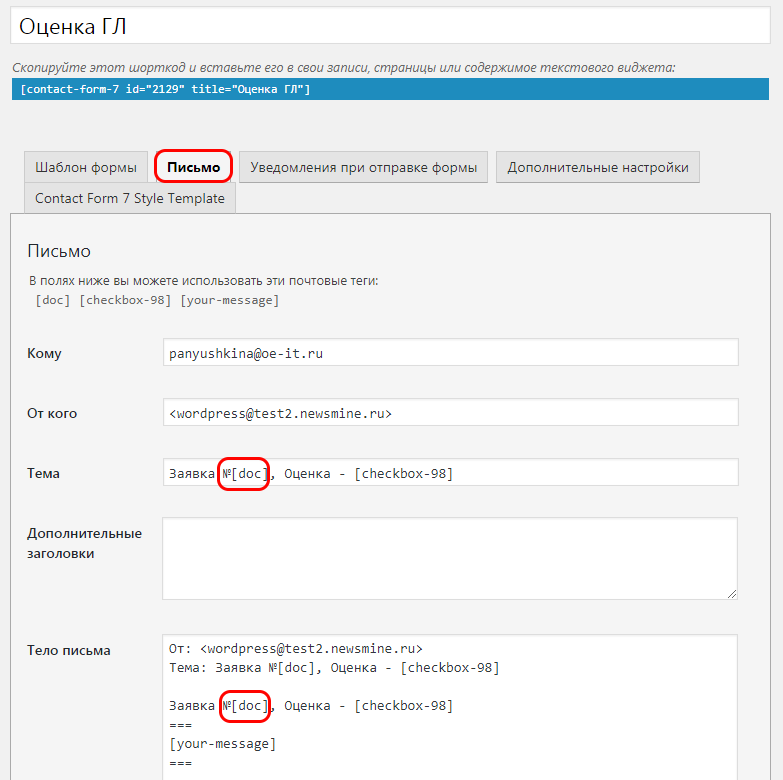 Оценка ГЛ
Скопируйте этот шорткод и вставьте его в свои записи, страницы или содержимое текстового виджета:
[contact-form-7 id="2129" title="Оценка ГЛ"]
Шаблон формы
Письмо
Уведомления при отправке формы
Дополнительные настройки
Contact Form 7 Style Template
Письмо
В полях ниже вы можете использовать эти почтовые теги:
[doc] [checkbox-98] [your-message]
Кому
panyushkina@oe-it.ru
От кого
<wordpress@test2.newsmine.ru>
Тема
Заявка №[doc], Оценка - [checkbox-98]
Дополнительные
заголовки
Тело письма
От: <wordpress@test2.newsmine.ru>
Тема: Заявка №[doc], Оценка - [checkbox-98]
Заявка №[doc], Оценка - [checkbox-98]
===
[your-message]
===